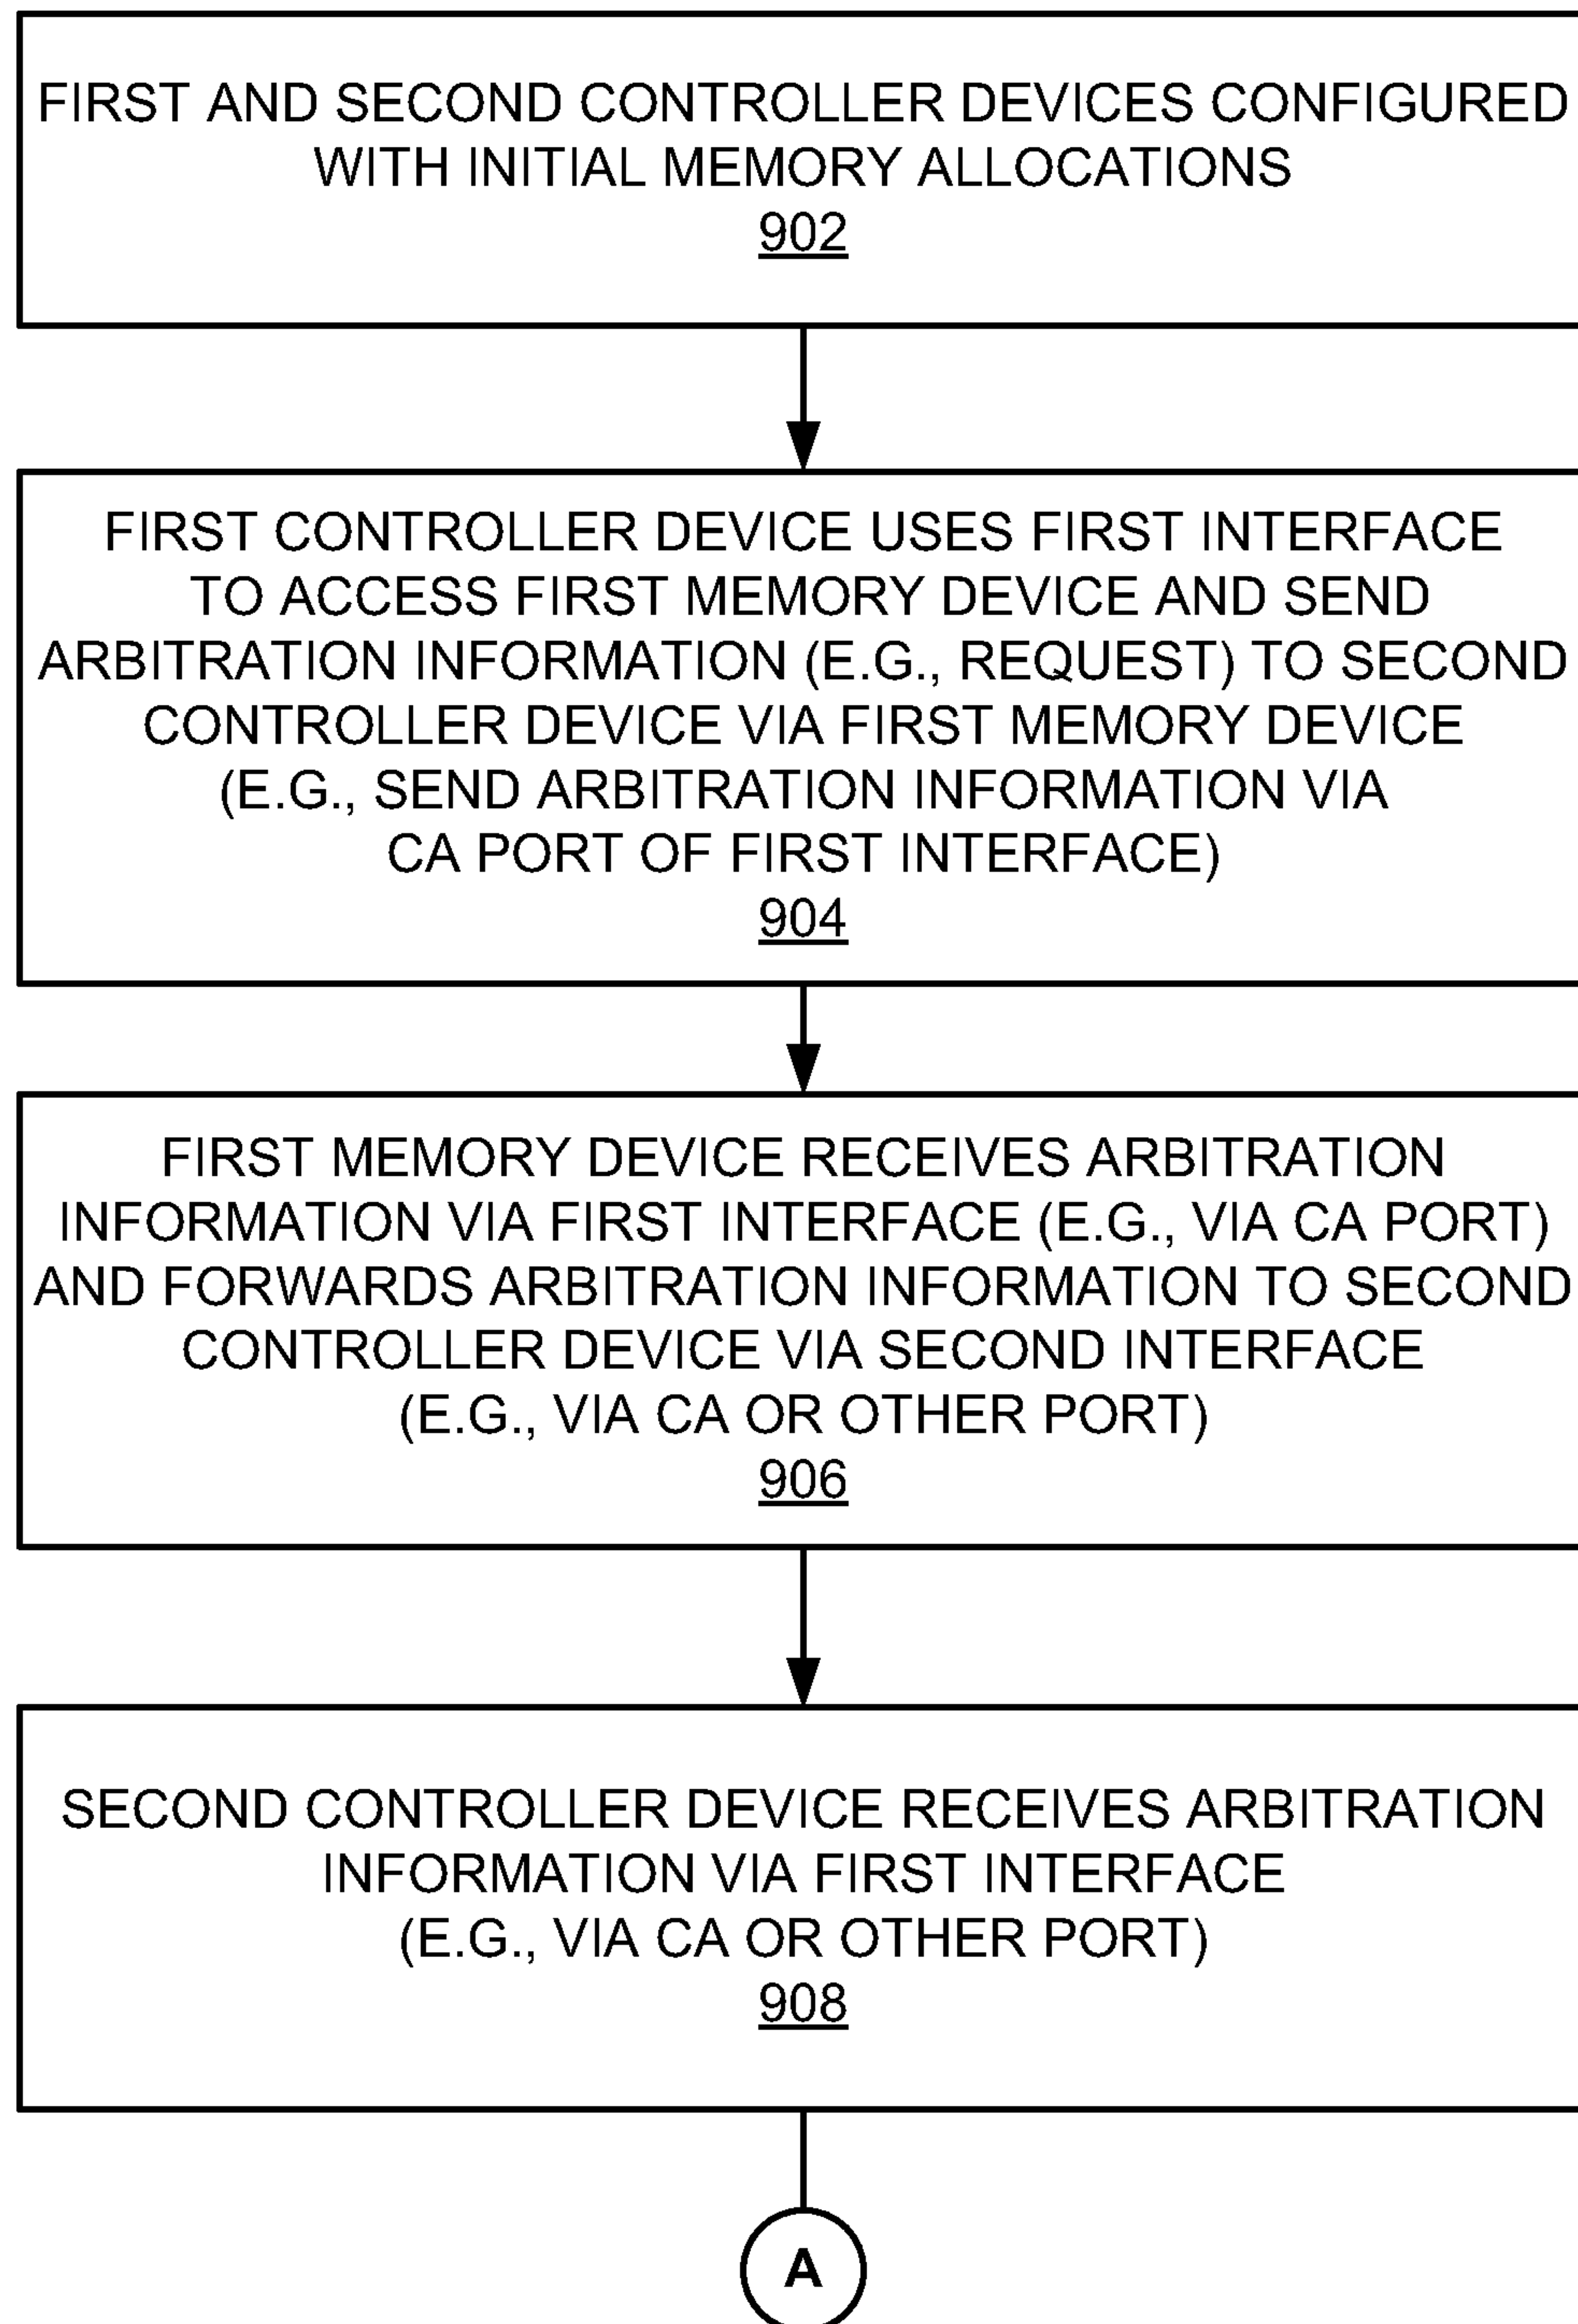 FIRST AND SECOND CONTROLLER DEVICES CONFIGURED
WITH INITIAL MEMORY ALLOCATIONS
902
FIRST CONTROLLER DEVICE USES FIRST INTERFACE
TO ACCESS FIRST MEMORY DEVICE AND SEND
ARBITRATION INFORMATION (E.G., REQUEST) TO SECOND
CONTROLLER DEVICE VIA FIRST MEMORY DEVICE
(E.G., SEND ARBITRATION INFORMATION VIA
CA PORT OF FIRST INTERFACE)
904
FIRST MEMORY DEVICE RECEIVES ARBITRATION
INFORMATION VIA FIRST INTERFACE (E.G., VIA CA PORT)
AND FORWARDS ARBITRATION INFORMATION TO SECOND
CONTROLLER DEVICE VIA SECOND INTERFACE
(E.G., VIA CA OR OTHER PORT)
906
SECOND CONTROLLER DEVICE RECEIVES ARBITRATION
INFORMATION VIA FIRST INTERFACE
(E.G., VIA CA OR OTHER PORT)
908
A